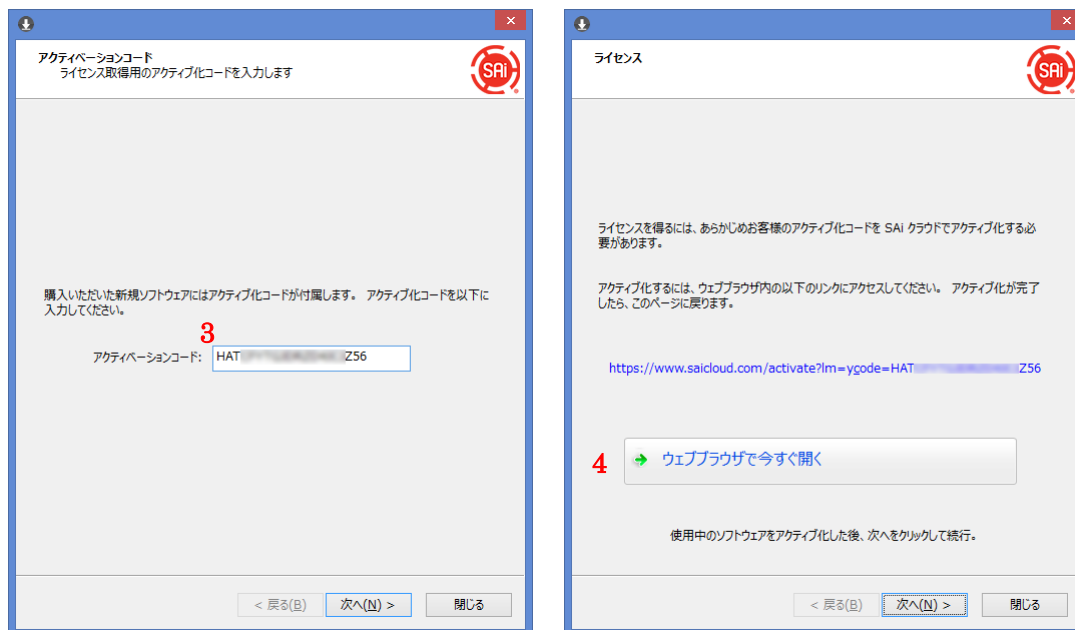 アクティベーションコード
ライセンス取得用のアクティブ化コードを入力します
SAi
購入いただいた新規ソフトウェアにはアクティブ化コードが付属します。 アクティブ化コードを以下に
入力してください。
3
アクティベーションコード: HAT Z56
< 戻る(B) 次へ(N) > 閉じる
ライセンス
SAi
ライセンスを得るには、あらかじめお客様のアクティブ化コードを SAi クラウドでアクティブ化する必
要があります。
アクティブ化するには、ウェブブラウザ内の以下のリンクにアクセスしてください。 アクティブ化が完了
したら、このページに戻ります。
https://www.saicloud.com/activate?lm=ycode=HAT Z56
4
ウェブブラウザで今すぐ開く
使用中のソフトウェアをアクティブ化した後、次へをクリックして続行。
< 戻る(B) 次へ(N) > 閉じる